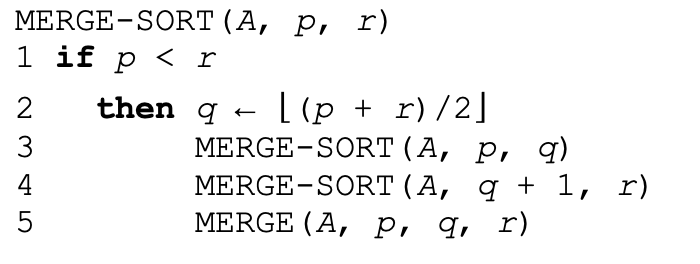 MERGE-SORT(A, p, r)
1 if p < r
2 then q ← ⌊(p + r)/2⌋
3 MERGE-SORT(A, p, q)
4 MERGE-SORT(A, q + 1, r)
5 MERGE(A, p, q, r)